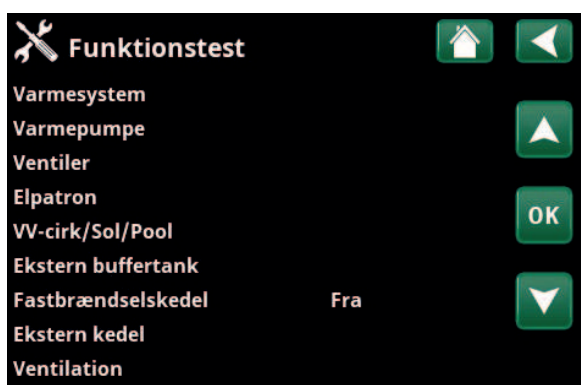 Funktionstest
Varmesystem
Varmepumpe
Ventiler
Elpatron
VV-cirk/Sol/Pool
Ekstern buffertank
Fastbrændselskedel Fra
Ekstern kedel
Ventilation
OK